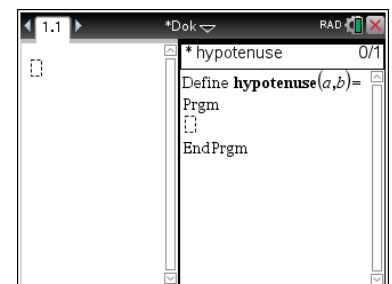 1.1
*Dok
RAD
* hypotenuse 0/1
Define hypotenuse(a,b)=
Prgm
EndPrgm